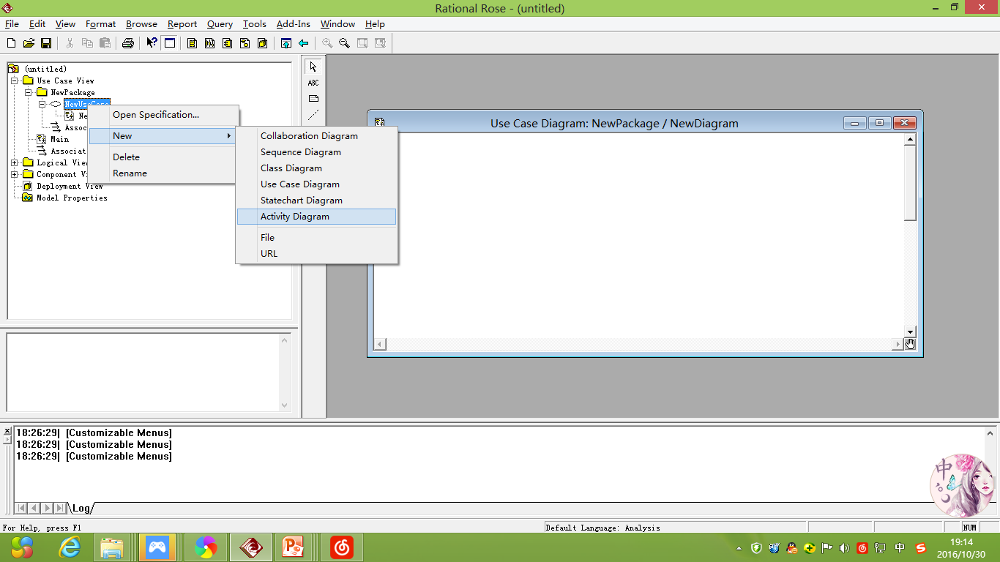 Rational Rose - (untitled)
File Edit View Format Browse Report Query Tools Add-Ins Window Help
(untitled)
Use Case View
NewPackage
NewUseCase
Ne
Assoc
Main
Associat
Logical View
Component Vi
Deployment View
Model Properties
Open Specification...
New
Delete
Rename
Collaboration Diagram
Sequence Diagram
Class Diagram
Use Case Diagram
Statechart Diagram
Activity Diagram
File
URL
ABC
Use Case Diagram: NewPackage / NewDiagram
18:26:29| [Customizable Menus]
18:26:29| [Customizable Menus]
18:26:29| [Customizable Menus]
中
Log
For Help, press F1
Default Language: Analysis
NUM
中
19:14
2016/10/30